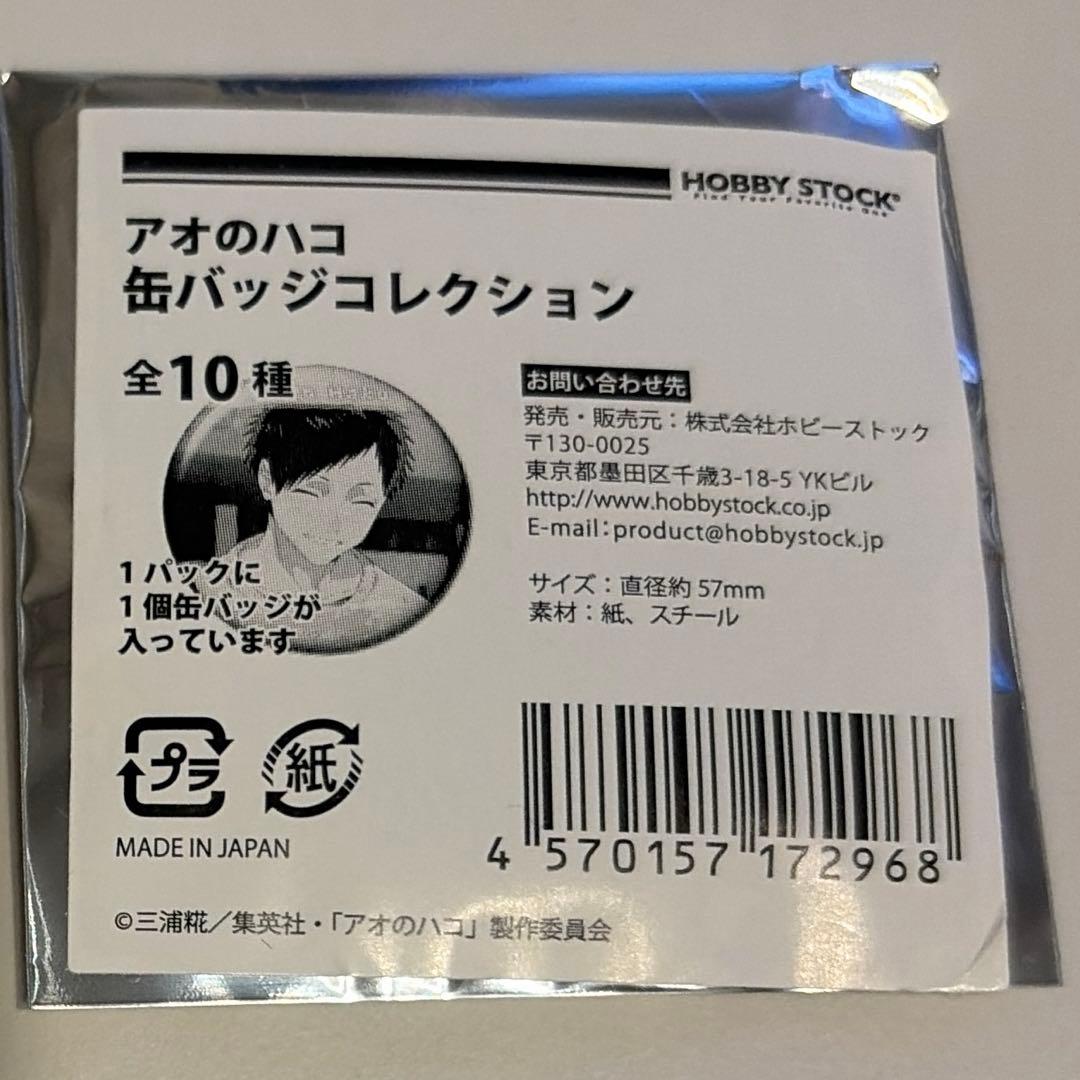 HOBBY STOCK®
Find Your Favorite One
アオのハコ
缶バッジコレクション
全10種
お問い合わせ先
発売・販売元：株式会社ホビーストック
〒130-0025
東京都墨田区千歳3-18-5 YKビル
http://www.hobbystock.co.jp
E-mail：product@hobbystock.jp
1パックに
1個缶バッジが
入っています
サイズ：直径約57mm
素材：紙、スチール
プラ
紙
MADE IN JAPAN
4 570157 172968
©三浦糀／集英社・「アオのハコ」製作委員会